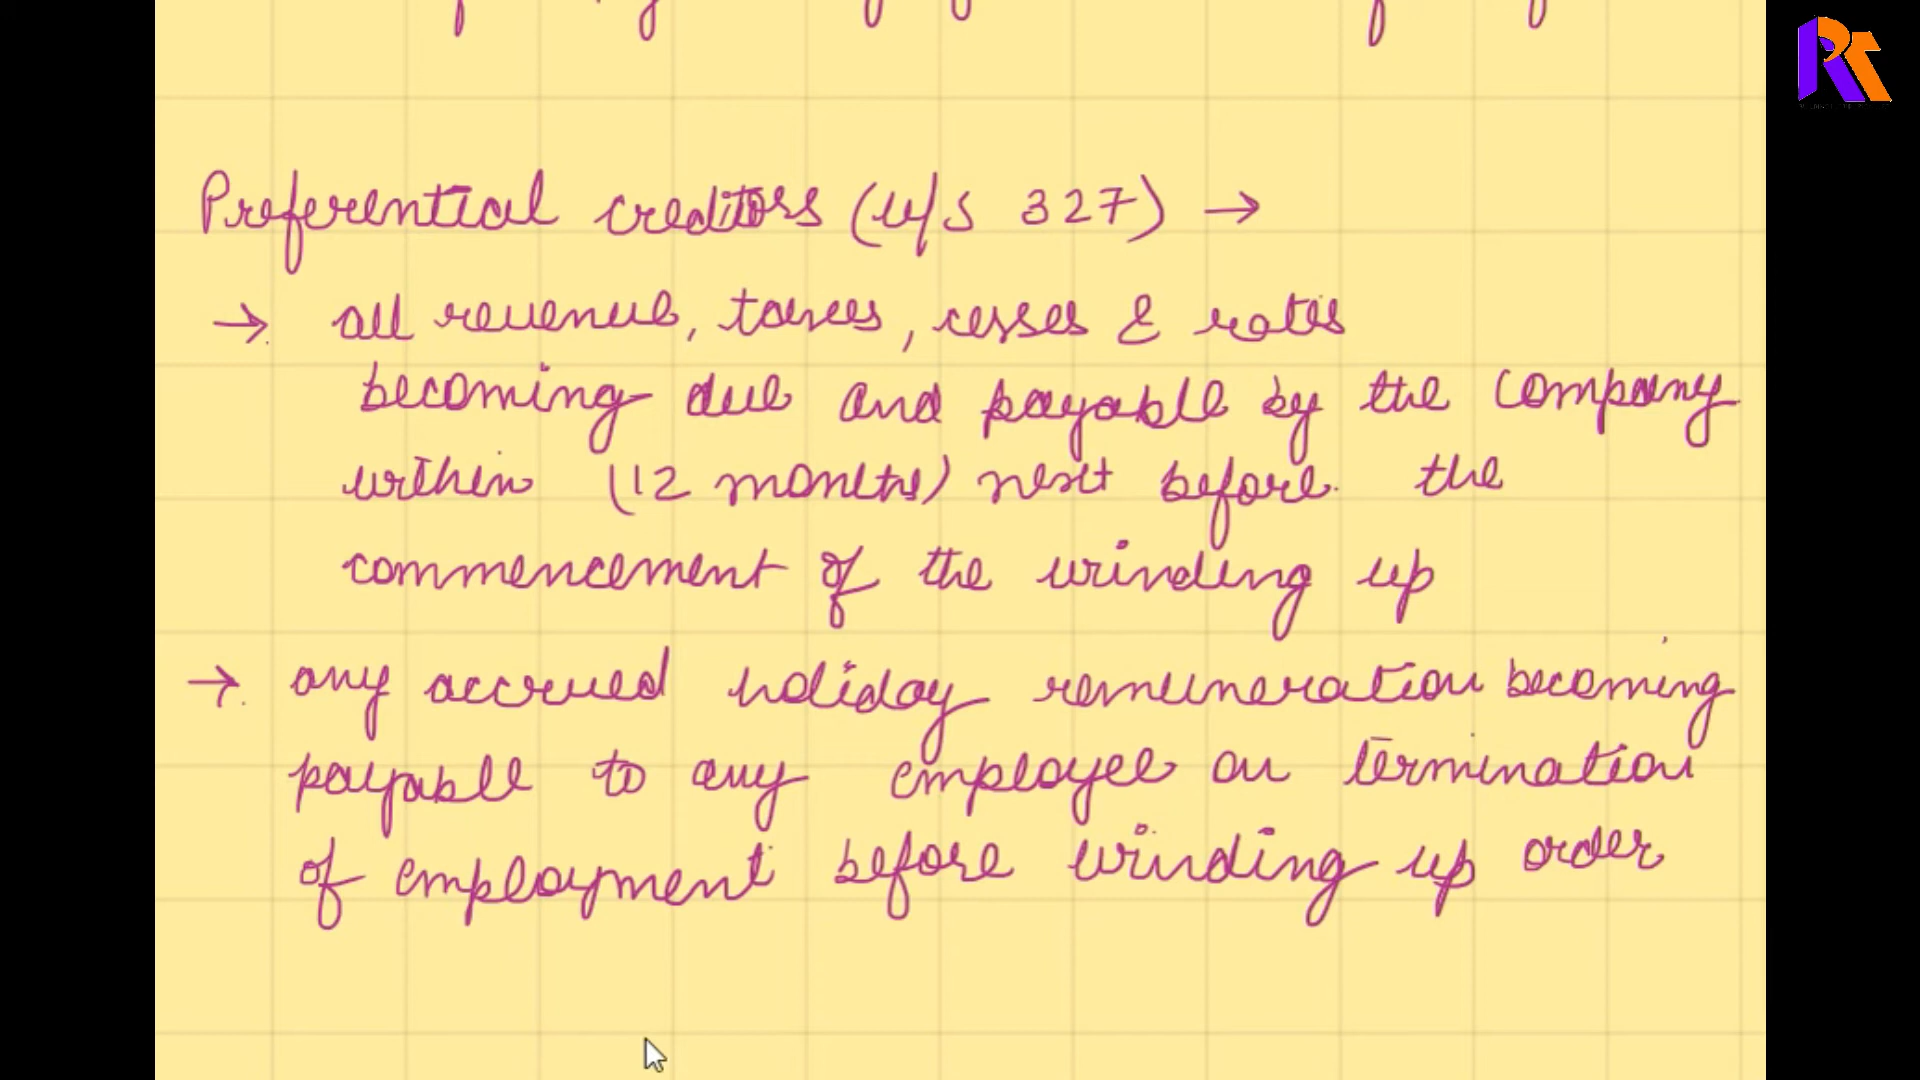 Preferential creditors (u/s 327) →
→ all revenue, taxes, cesses & rates
becoming due and payable by the company
within (12 months) next before the
commencement of the winding up
→ any accrued holiday remuneration becoming
payable to any employee on termination
of employment before winding up order